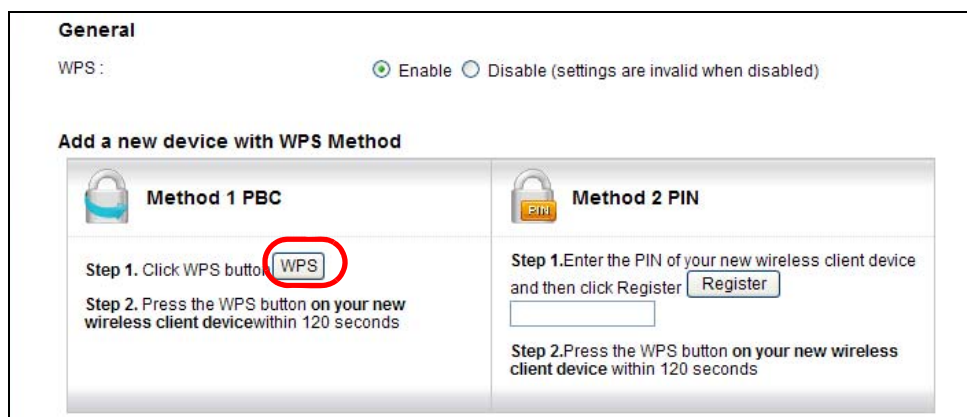 General
WPS : Enable Disable (settings are invalid when disabled)
Add a new device with WPS Method
Method 1 PBC
Step 1. Click WPS button WPS
Step 2. Press the WPS button on your new
wireless client devicewithin 120 seconds
PIN
Method 2 PIN
Step 1.Enter the PIN of your new wireless client device
and then click Register Register
Step 2.Press the WPS button on your new wireless
client device within 120 seconds